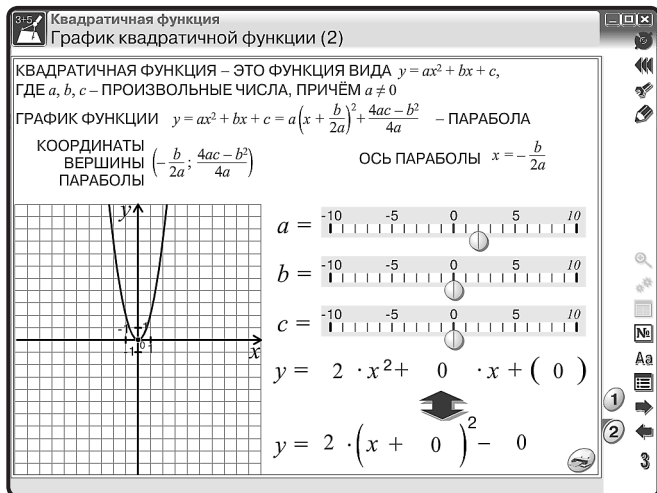 3+5
Квадратичная функция
График квадратичной функции (2)
КВАДРАТИЧНАЯ ФУНКЦИЯ – ЭТО ФУНКЦИЯ ВИДА y = ax² + bx + c,
ГДЕ a, b, c – ПРОИЗВОЛЬНЫЕ ЧИСЛА, ПРИЧЁМ a ≠ 0
ГРАФИК ФУНКЦИИ y = ax² + bx + c = a(x + b/2a)² + (4ac – b²)/4a – ПАРАБОЛА
КООРДИНАТЫ
ВЕРШИНЫ (– b/2a ; (4ac – b²)/4a) ОСЬ ПАРАБОЛЫ x = – b/2a
ПАРАБОЛЫ
y
-1 1
-1 0
x
a = -10 -5 0 5 10
b = -10 -5 0 5 10
c = -10 -5 0 5 10
y = 2 · x² + 0 · x + ( 0 )
y = 2 · (x + 0)² – 0
№
Aa
1
2
3